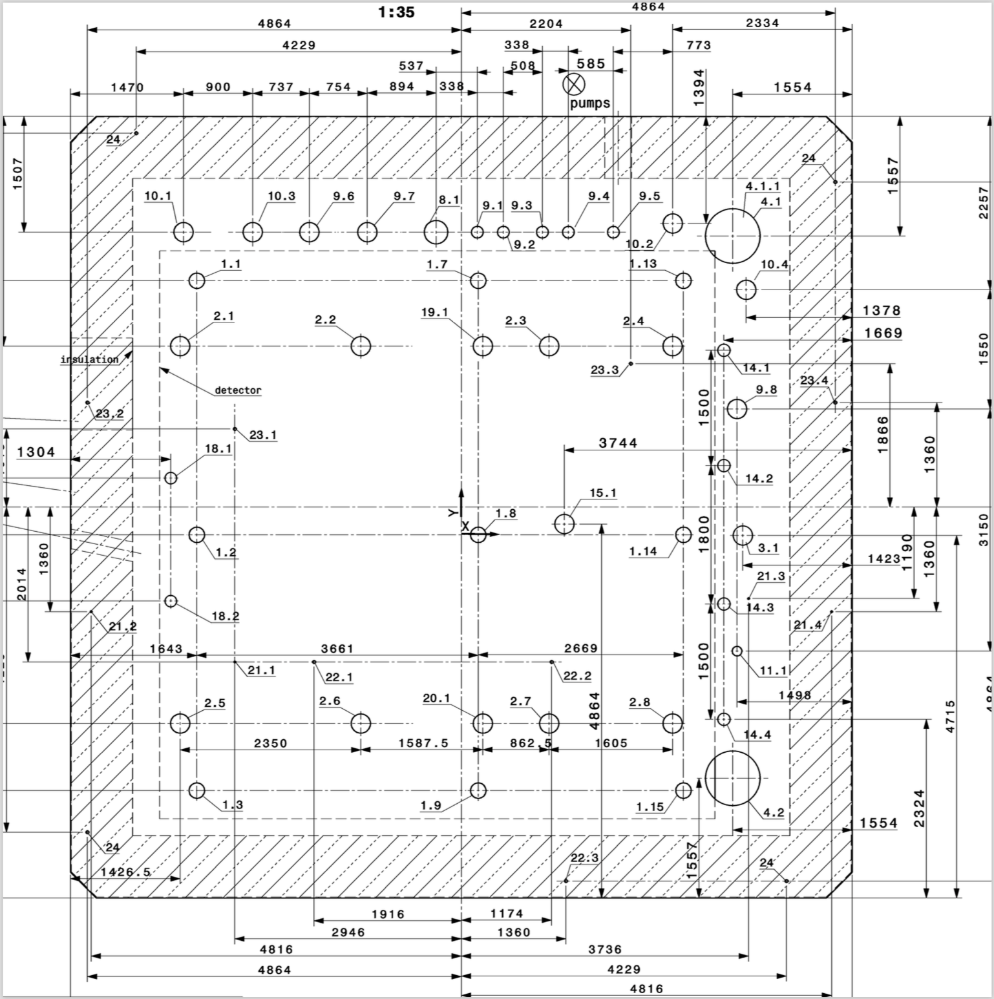 1:35
4864
4864 2204 2334
4229 338 773
537 508 585
1470 900 737 754 894 338 1394 1554
pumps
24
1507 24 1557 2257
10.1 10.3 9.6 9.7 8.1 9.1 9.3 9.4 9.5 4.1.1
4.1
9.2 10.2
1.1 1.7 1.13 10.4
2.1 2.2 19.1 2.3 2.4 1378
1669
1550
insulation 23.3 14.1
detector 23.4 9.8
1500
23.2 23.1 1866 1360
1304 18.1 3744
14.2
15.1
Y X 1.8 1800 3150
1.2 1.14 3.1 1190
2014 1360 1423 1360
21.3
18.2 14.3
21.2 21.4
1643 3661 2669
21.1 22.1 22.2 1500 11.1
2.5 2.6 20.1 2.7 2.8 4864 1498 4715
14.4
2350 1587.5 862.5 1605
1.3 1.9 1.15 4.2 2324
1554
24
1426.5 22.3 1557 24
1916 1174
2946 1360
4816 3736
4864 4229
4816